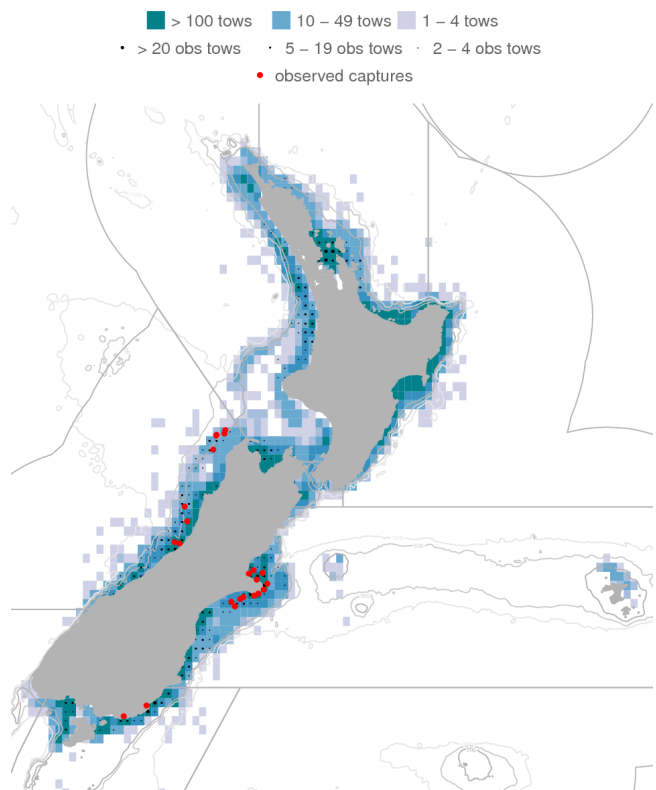 > 100 tows 10 − 49 tows 1 − 4 tows
> 20 obs tows 5 − 19 obs tows 2 − 4 obs tows
observed captures